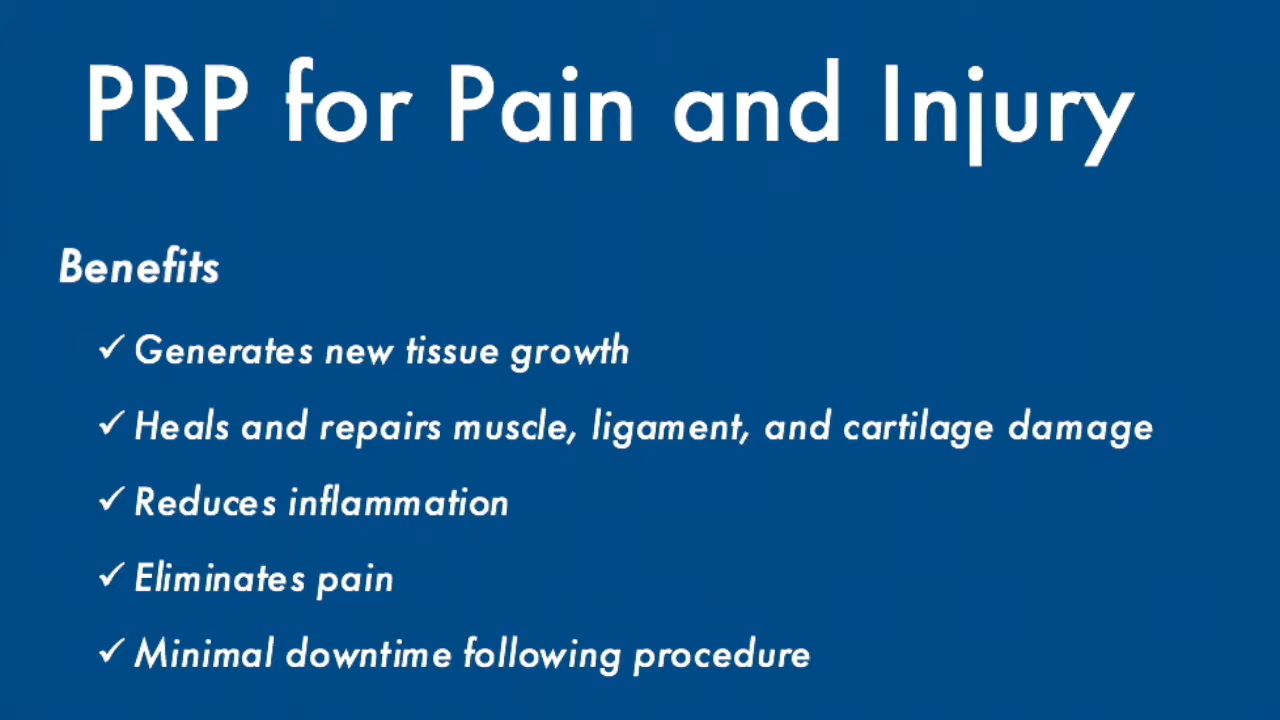 PRP for Pain and Injury
Benefits
✓ Generates new tissue growth
✓ Heals and repairs muscle, ligament, and cartilage damage
✓ Reduces inflammation
✓ Eliminates pain
✓ Minimal downtime following procedure